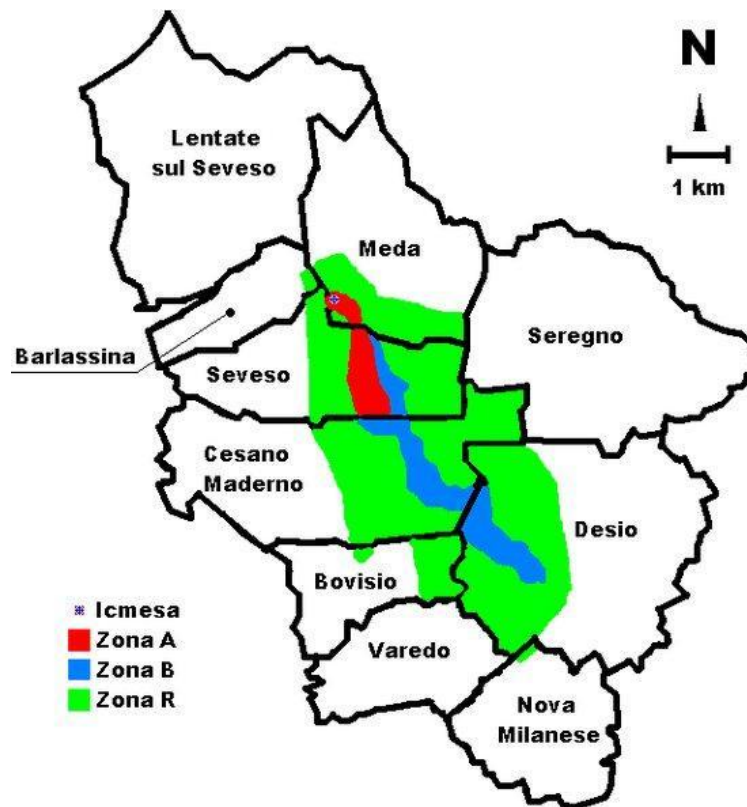 N
Lentate
sul Seveso
1 km
Meda
Seregno
Barlassina
Seveso
Cesano
Maderno
Desio
Bovisio
Icmesa
Zona A
Zona B
Zona R
Varedo
Nova
Milanese